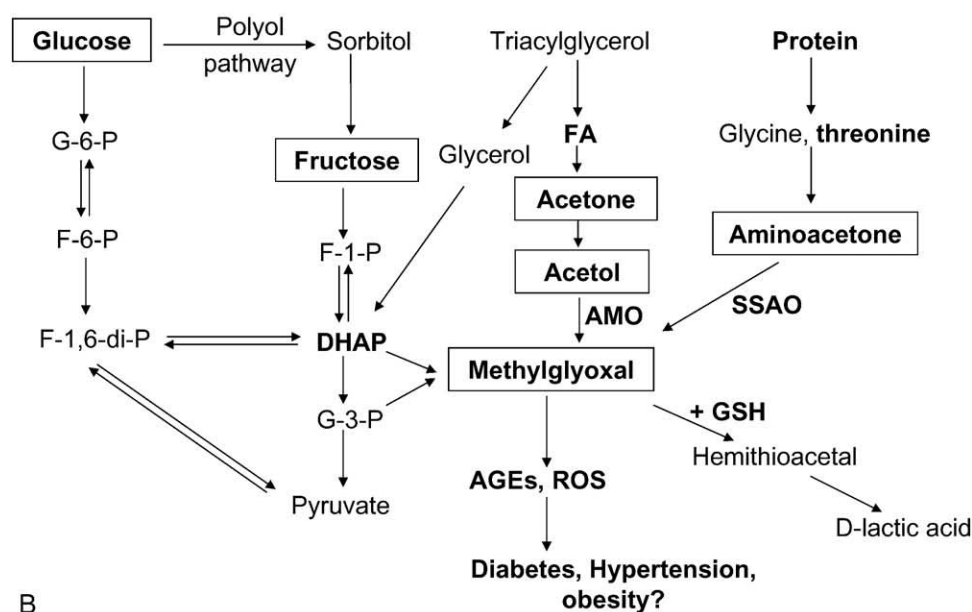 Glucose
Polyol
pathway
Sorbitol
Triacylglycerol
Protein
G-6-P
Fructose
Glycerol
FA
Glycine, threonine
Acetone
F-6-P
F-1-P
Aminoacetone
Acetol
AMO
SSAO
F-1,6-di-P
DHAP
Methylglyoxal
G-3-P
+ GSH
Hemithioacetal
AGEs, ROS
Pyruvate
D-lactic acid
Diabetes, Hypertension,
obesity?
B